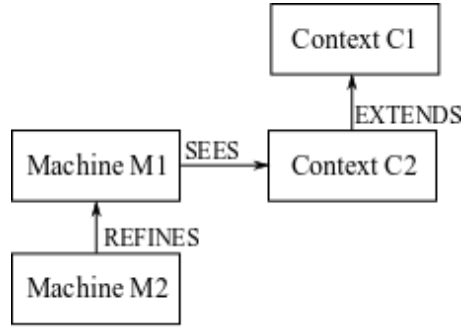 Context C1
EXTENDS
Machine M1
SEES
Context C2
REFINES
Machine M2